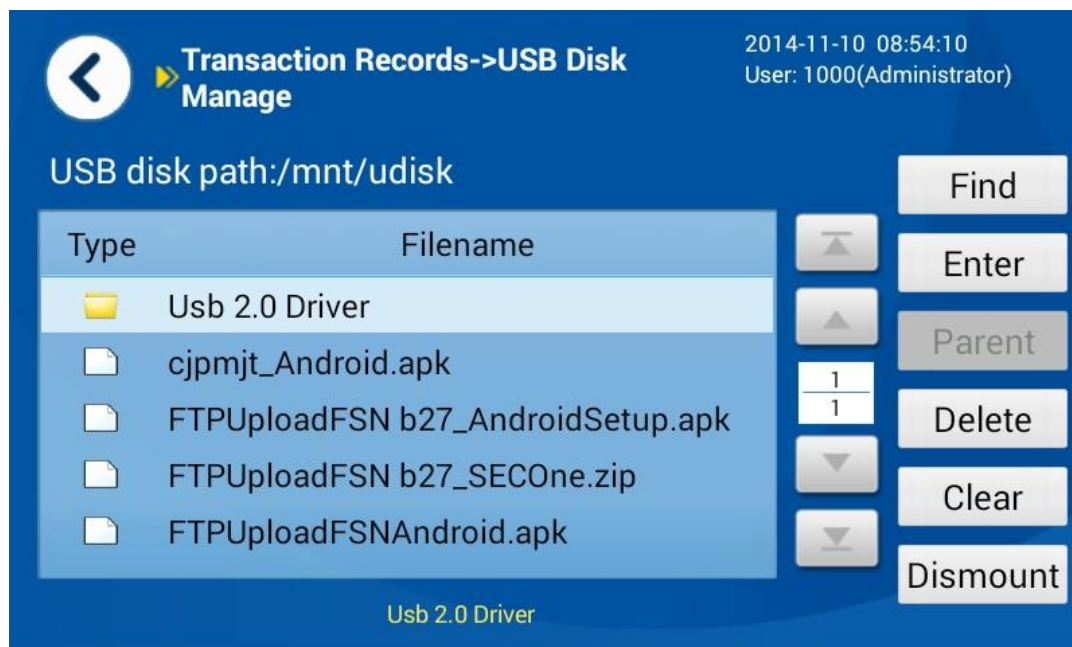 Transaction Records->USB Disk
Manage
2014-11-10 08:54:10
User: 1000(Administrator)
USB disk path:/mnt/udisk
Type Filename
Usb 2.0 Driver
cjpmjt_Android.apk
FTPUploadFSN b27_AndroidSetup.apk
FTPUploadFSN b27_SECOne.zip
FTPUploadFSNAndroid.apk
1
1
Find
Enter
Parent
Delete
Clear
Dismount
Usb 2.0 Driver